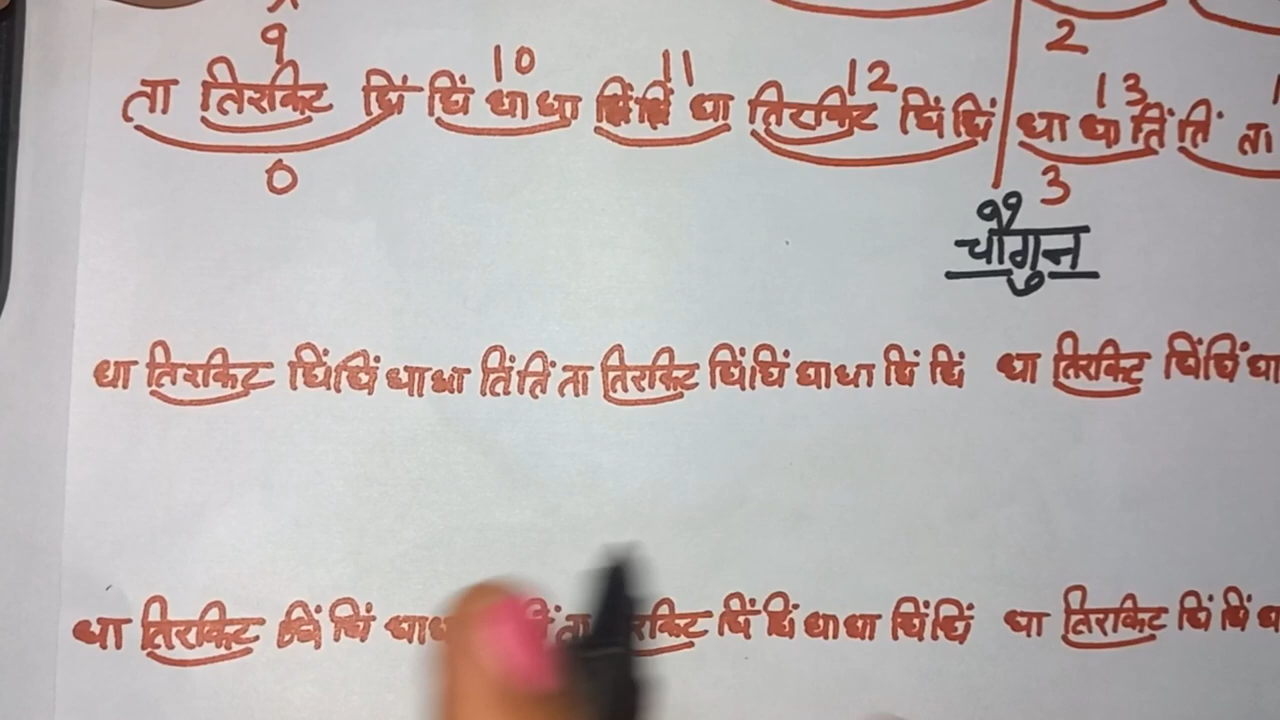 2
9 10 11 12 13
ता तिरकिट धिं धिं धा धा धिं धिं धा तिरकिट धिं धिं धा धा तिं तिं ता
0 3
चौगुन
धा तिरकिट धिं धिं धा धा तिं तिं ता तिरकिट धिं धिं धा धा धिं धिं धा तिरकिट धिं धिं धा
धा तिरकिट धिं धिं धा ता धिं धिं धा धा धिं धिं धा तिरकिट धिं धिं